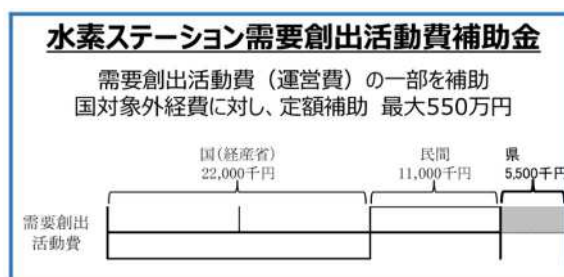 水素ステーション需要創出活動費補助金
需要創出活動費（運営費）の一部を補助
国対象外経費に対し、定額補助 最大550万円
国(経産省)
22,000千円
民間
11,000千円
県
5,500千円
需要創出
活動費